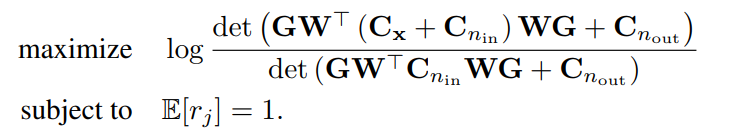 maximize log det (GW⊤ (C_x + C_{n_in}) WG + C_{n_out}) / det (GW⊤C_{n_in}WG + C_{n_out})
subject to 𝔼[r_j] = 1.